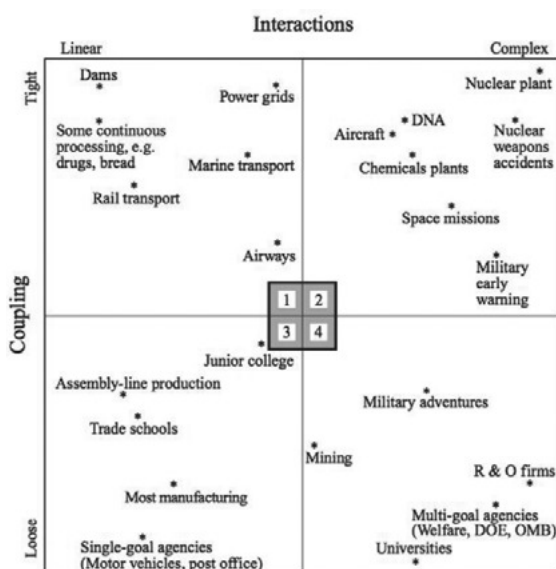 Interactions
Linear
Complex
Tight
Coupling
Loose
Dams
Power grids
Nuclear plant
Some continuous
processing, e.g.
drugs, bread
Marine transport
Rail transport
Airways
DNA
Aircraft
Chemicals plants
Nuclear
weapons
accidents
Space missions
Military
early
warning
1 2
3 4
Junior college
Assembly-line production
Trade schools
Most manufacturing
Single-goal agencies
(Motor vehicles, post office)
Military adventures
Mining
R & O firms
Multi-goal agencies
(Welfare, DOE, OMB)
Universities